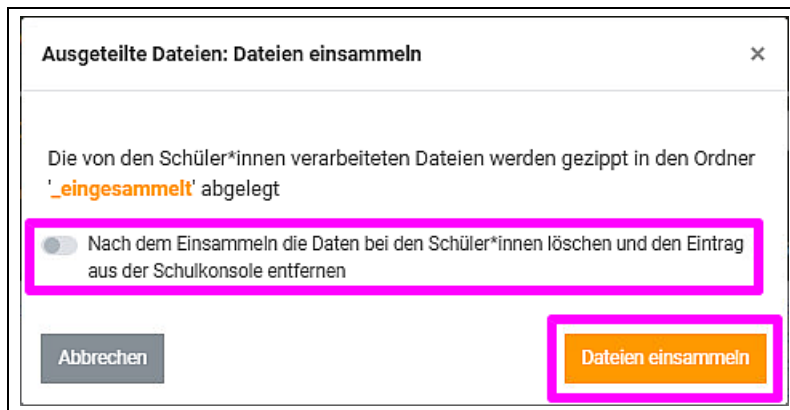 Ausgeteilte Dateien: Dateien einsammeln ×
Die von den Schüler*innen verarbeiteten Dateien werden gezippt in den Ordner
'_eingesammelt' abgelegt
Nach dem Einsammeln die Daten bei den Schüler*innen löschen und den Eintrag
aus der Schulkonsole entfernen
Abbrechen Dateien einsammeln